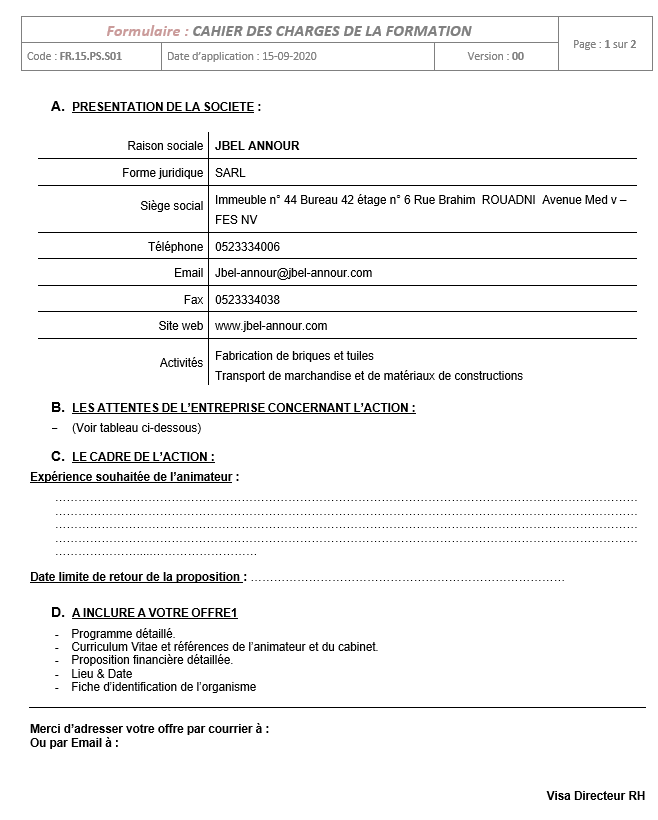 Formulaire : CAHIER DES CHARGES DE LA FORMATION
Page : 1 sur 2
Code : FR.15.PS.S01 Date d'application : 15-09-2020 Version : 00
A. PRESENTATION DE LA SOCIETE :
Raison sociale JBEL ANNOUR
Forme juridique SARL
Siège social Immeuble n° 44 Bureau 42 étage n° 6 Rue Brahim ROUADNI Avenue Med v –
FES NV
Téléphone 0523334006
Email Jbel-annour@jbel-annour.com
Fax 0523334038
Site web www.jbel-annour.com
Activités Fabrication de briques et tuiles
Transport de marchandise et de matériaux de constructions
B. LES ATTENTES DE L'ENTREPRISE CONCERNANT L'ACTION :
– (Voir tableau ci-dessous)
C. LE CADRE DE L'ACTION :
Expérience souhaitée de l'animateur :
Date limite de retour de la proposition : ……………………………………………………………………
D. A INCLURE A VOTRE OFFRE1
- Programme détaillé.
- Curriculum Vitae et références de l'animateur et du cabinet.
- Proposition financière détaillée.
- Lieu & Date
- Fiche d'identification de l'organisme
Merci d'adresser votre offre par courrier à :
Ou par Email à :
Visa Directeur RH